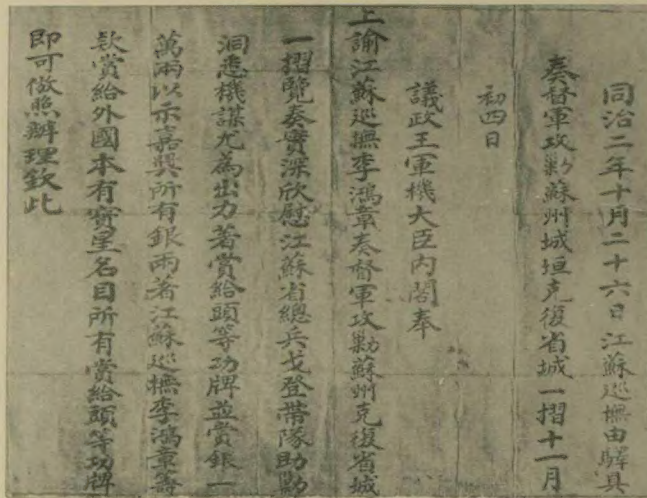 同治二年十月二十六日江蘇巡撫由驛具
奏督軍攻勦蘇州城垣克復省城一摺十一月
初四日
議政王軍機大臣內閣奉
上諭江蘇巡撫李鴻章奏督軍攻勦蘇州克復省城
一摺覽奏實深欣慰江蘇省總兵戈登帶隊助勦
洞悉機謀尤為出力著賞給頭等功牌並賞銀一
萬兩以示嘉奬所有銀兩著江蘇巡撫李鴻章籌
欵賞給外國本有寶星名目所有賞給頭等功牌
即可倣照辦理欽此